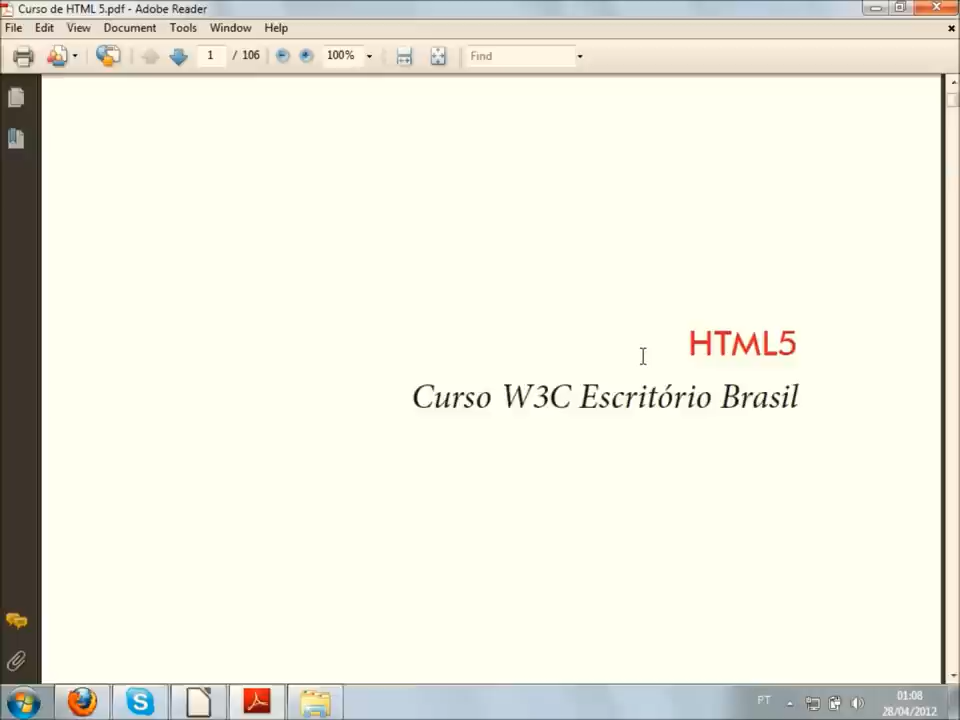 Curso de HTML 5.pdf - Adobe Reader
File Edit View Document Tools Window Help
1 / 106 100% Find
HTML5
Curso W3C Escritório Brasil
PT
01:08
28/04/2012